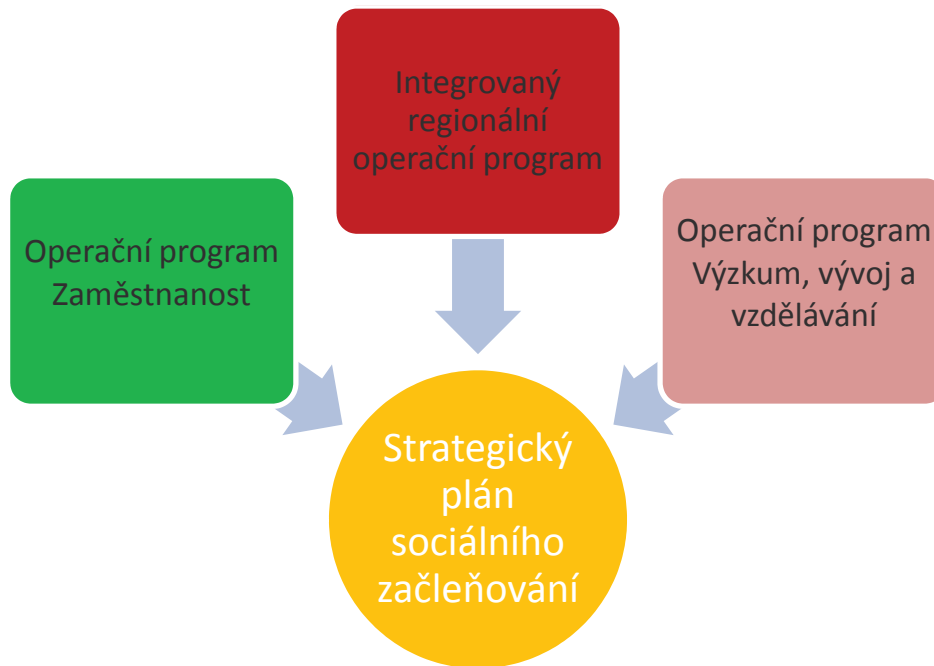 Integrovaný
regionální
operační program
Operační program
Zaměstnanost
Operační program
Výzkum, vývoj a
vzdělávání
Strategický
plán
sociálního
začleňování